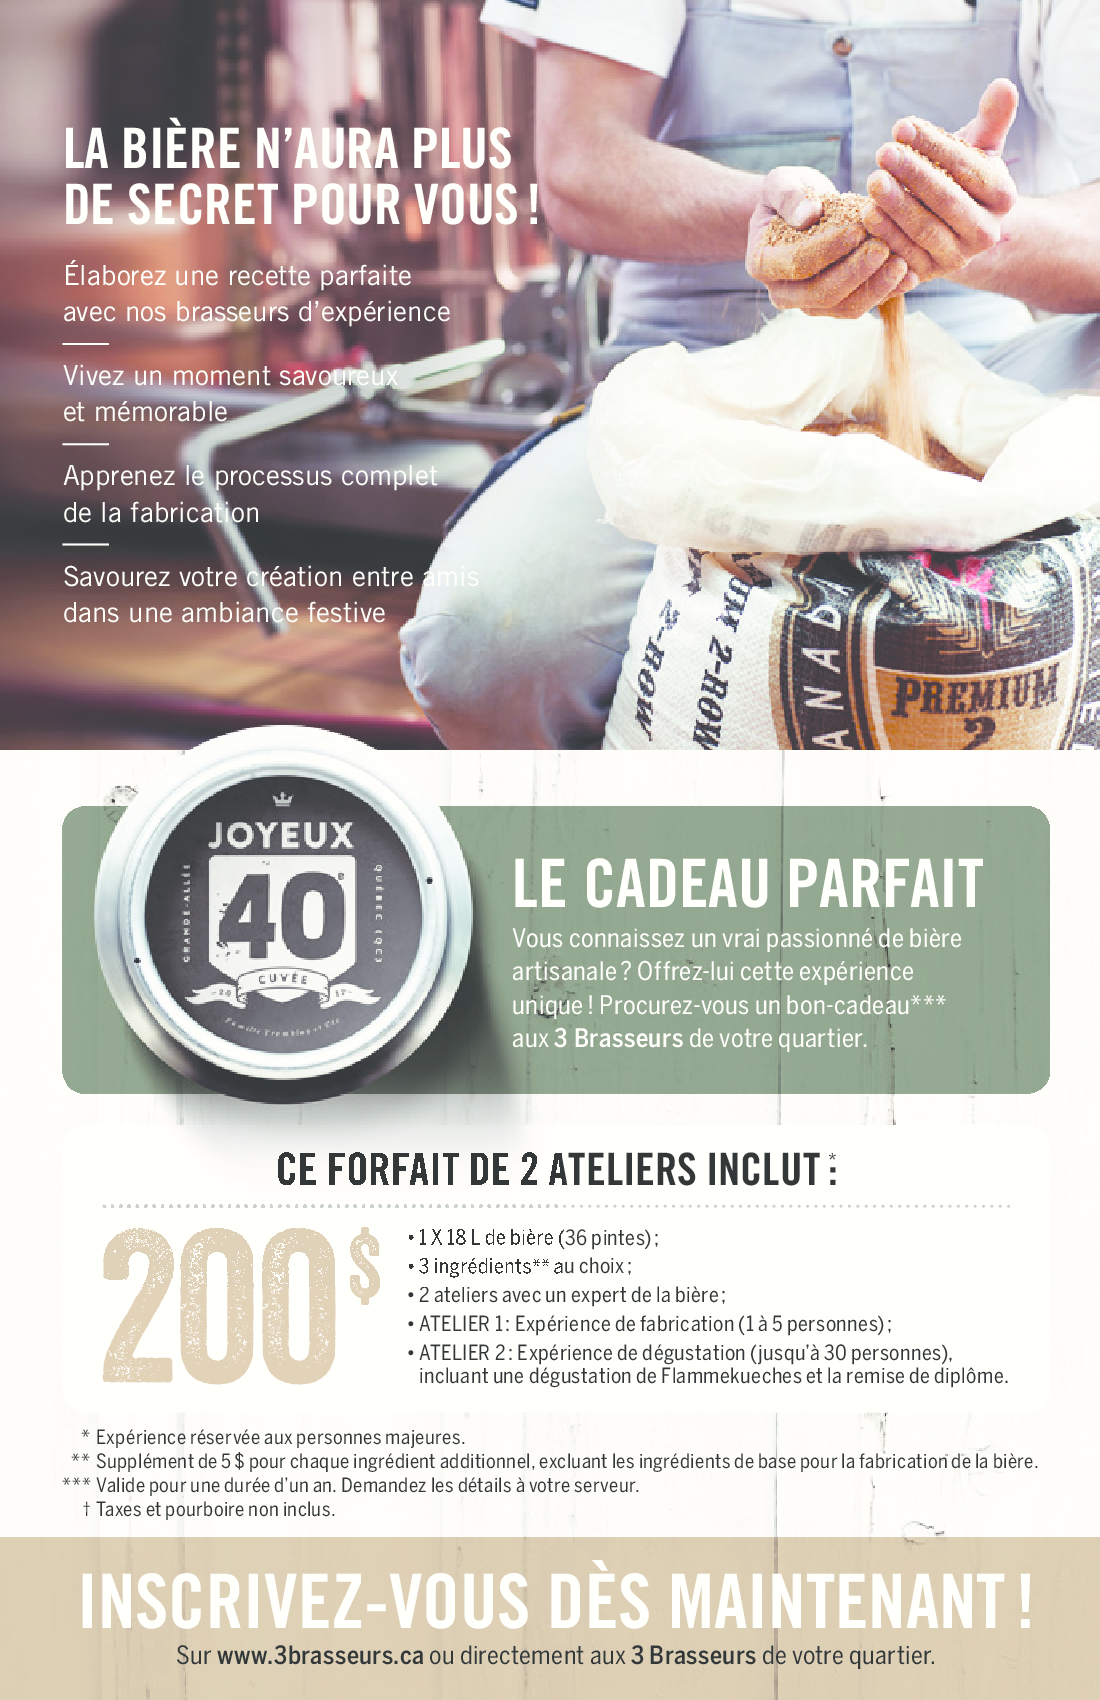 LA BIÈRE N'AURA PLUS
DE SECRET POUR VOUS !
Élaborez une recette parfaite
avec nos brasseurs d'expérience
Vivez un moment savoureux
et mémorable
Apprenez le processus complet
de la fabrication
Savourez votre création entre amis
dans une ambiance festive
2-ROW
2-ROW
PREMIUM
2
JOYEUX
40e
GRANDE-ALLÉE
QUÉBEC (QC)
CUVÉE
20 17
LE CADEAU PARFAIT
Vous connaissez un vrai passionné de bière
artisanale ? Offrez-lui cette expérience
unique ! Procurez-vous un bon-cadeau***
aux 3 Brasseurs de votre quartier.
CE FORFAIT DE 2 ATELIERS INCLUT* :
200$
• 1 X 18 L de bière (36 pintes) ;
• 3 ingrédients** au choix ;
• 2 ateliers avec un expert de la bière ;
• ATELIER 1 : Expérience de fabrication (1 à 5 personnes) ;
• ATELIER 2 : Expérience de dégustation (jusqu'à 30 personnes),
incluant une dégustation de Flammekueches et la remise de diplôme.
* Expérience réservée aux personnes majeures.
** Supplément de 5 $ pour chaque ingrédient additionnel, excluant les ingrédients de base pour la fabrication de la bière.
*** Valide pour une durée d'un an. Demandez les détails à votre serveur.
† Taxes et pourboire non inclus.
INSCRIVEZ-VOUS DÈS MAINTENANT !
Sur www.3brasseurs.ca ou directement aux 3 Brasseurs de votre quartier.